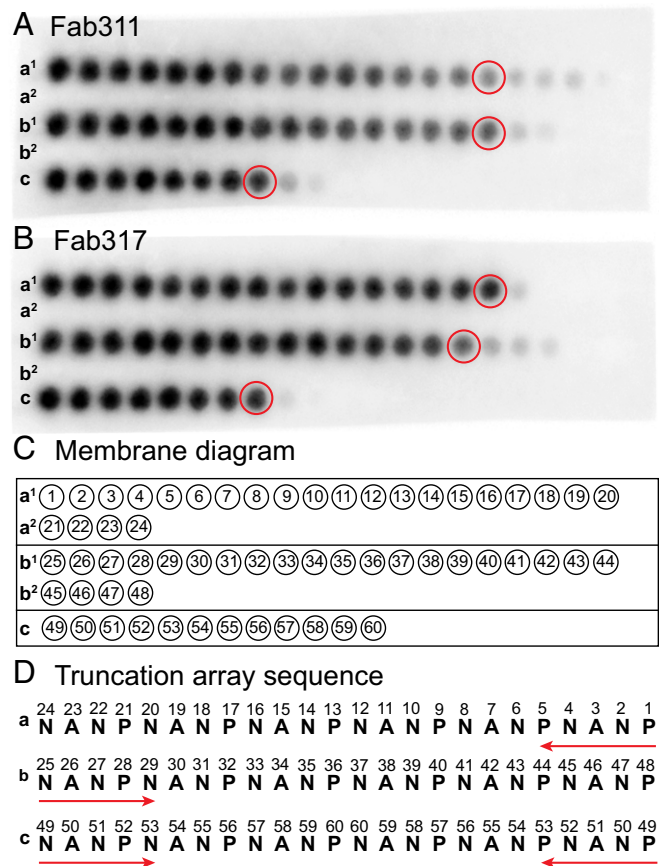 A Fab311
a1
a2
b1
b2
c
B Fab317
a1
a2
b1
b2
c
C Membrane diagram
a1 1 2 3 4 5 6 7 8 9 10 11 12 13 14 15 16 17 18 19 20
a2 21 22 23 24
b1 25 26 27 28 29 30 31 32 33 34 35 36 37 38 39 40 41 42 43 44
b2 45 46 47 48
c 49 50 51 52 53 54 55 56 57 58 59 60
D Truncation array sequence
24 23 22 21 20 19 18 17 16 15 14 13 12 11 10 9 8 7 6 5 4 3 2 1
a N A N P N A N P N A N P N A N P N A N P N A N P
25 26 27 28 29 30 31 32 33 34 35 36 37 38 39 40 41 42 43 44 45 46 47 48
b N A N P N A N P N A N P N A N P N A N P N A N P
49 50 51 52 53 54 55 56 57 58 59 60 60 59 58 57 56 55 54 53 52 51 50 49
c N A N P N A N P N A N P N A N P N A N P N A N P